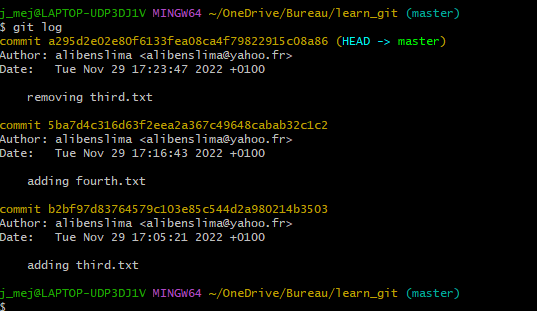 j_mej@LAPTOP-UDP3DJ1V MINGW64 ~/OneDrive/Bureau/learn_git (master)
$ git log
commit a295d2e02e80f6133fea08ca4f79822915c08a86 (HEAD -> master)
Author: alibenslima <alibenslima@yahoo.fr>
Date:   Tue Nov 29 17:23:47 2022 +0100
    removing third.txt
commit 5ba7d4c316d63f2eea2a367c49648cabab32c1c2
Author: alibenslima <alibenslima@yahoo.fr>
Date:   Tue Nov 29 17:16:43 2022 +0100
    adding fourth.txt
commit b2bf97d83764579c103e85c544d2a980214b3503
Author: alibenslima <alibenslima@yahoo.fr>
Date:   Tue Nov 29 17:05:21 2022 +0100
    adding third.txt
j_mej@LAPTOP-UDP3DJ1V MINGW64 ~/OneDrive/Bureau/learn_git (master)
$